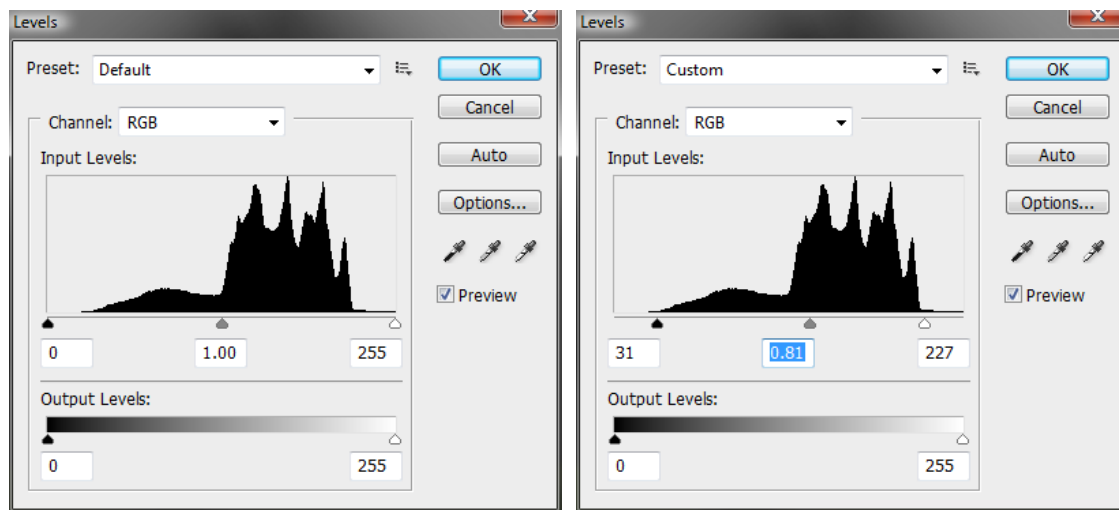 Levels
Preset: Default
OK
Cancel
Channel: RGB
Auto
Input Levels:
Options...
Preview
0 1.00 255
Output Levels:
0 255
Levels
Preset: Custom
OK
Cancel
Channel: RGB
Auto
Input Levels:
Options...
Preview
31 0.81 227
Output Levels:
0 255